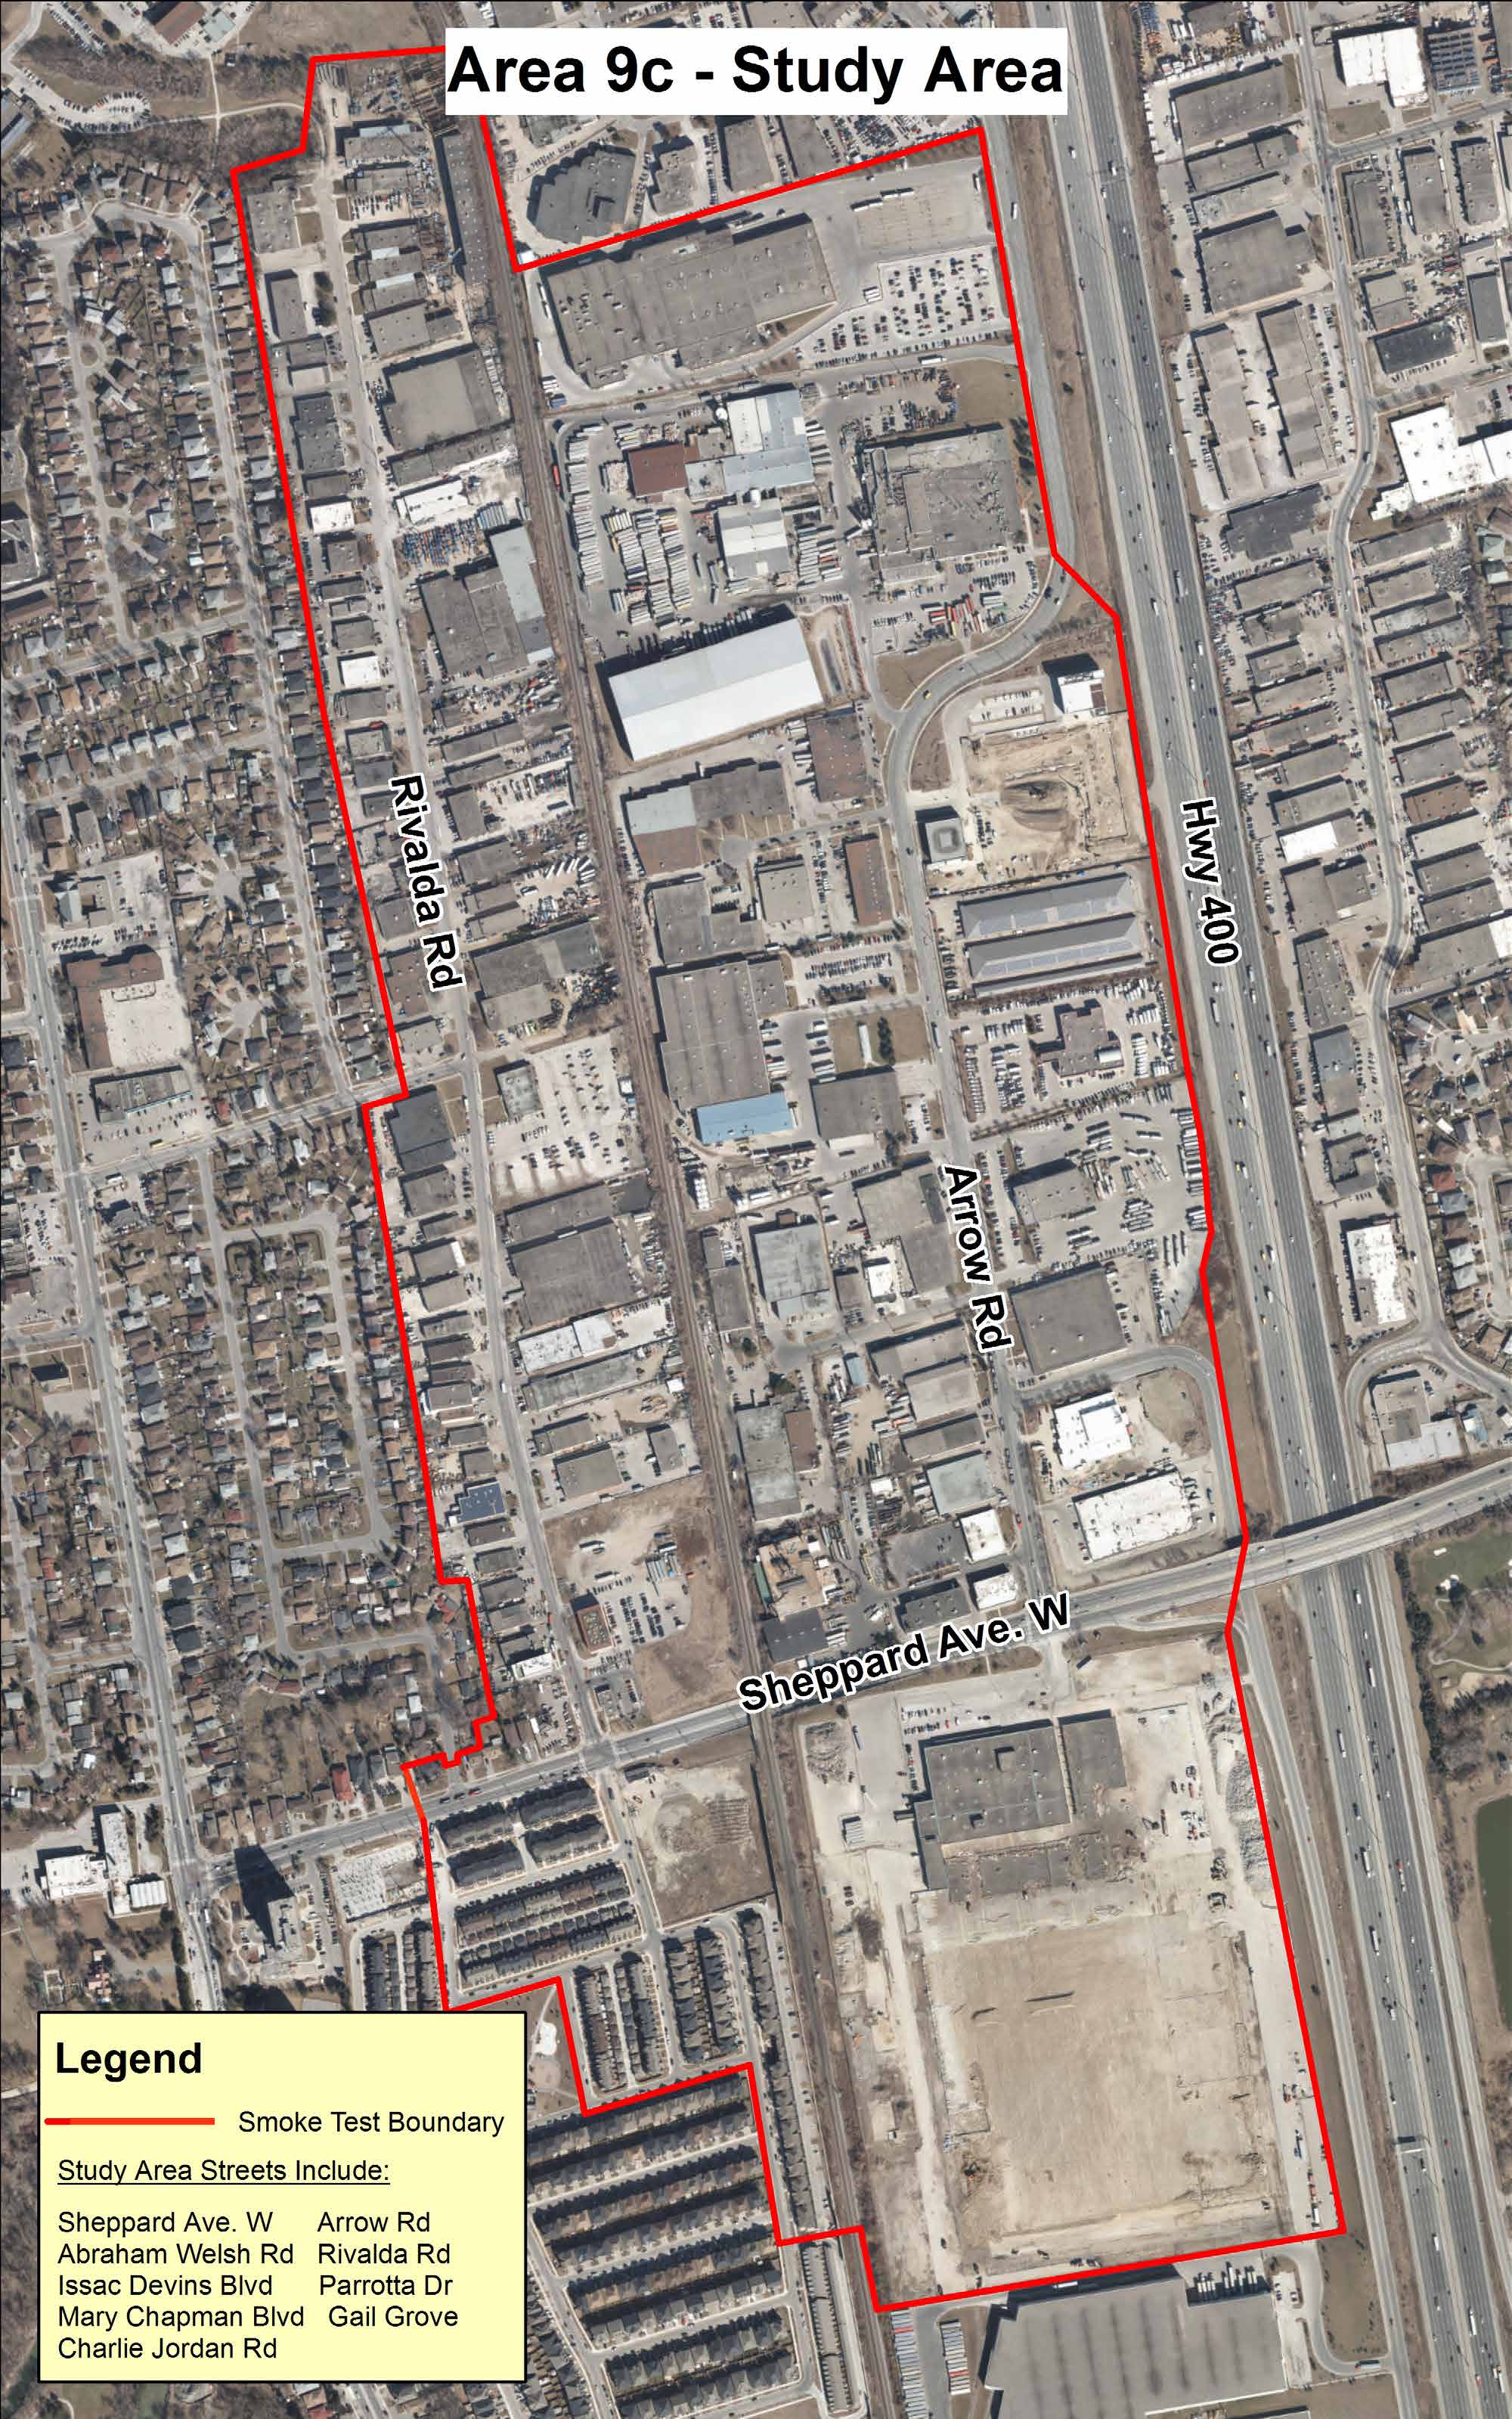 Area 9c - Study Area
Rivalda Rd
Hwy 400
Arrow Rd
Sheppard Ave. W
Legend
Smoke Test Boundary
Study Area Streets Include:
Sheppard Ave. W Arrow Rd
Abraham Welsh Rd Rivalda Rd
Issac Devins Blvd Parrotta Dr
Mary Chapman Blvd Gail Grove
Charlie Jordan Rd